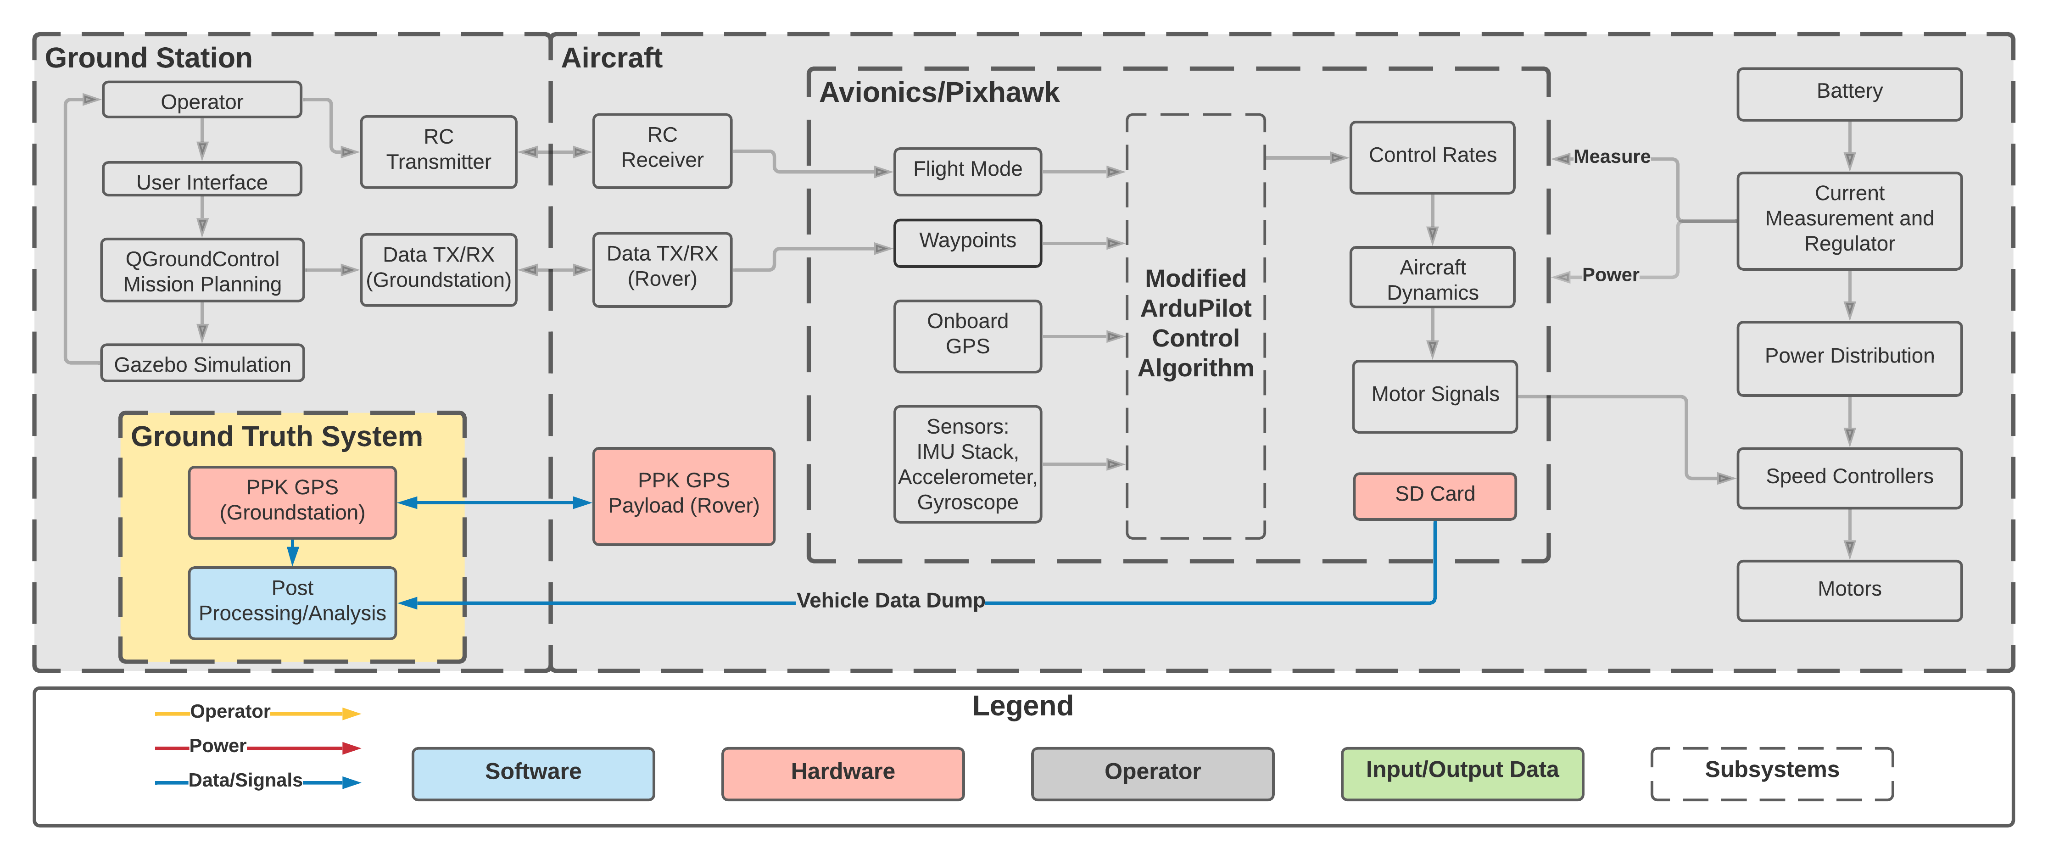 Ground Station
Operator
User Interface
QGroundControl
Mission Planning
Gazebo Simulation
RC
Transmitter
Data TX/RX
(Groundstation)
Ground Truth System
PPK GPS
(Groundstation)
Post
Processing/Analysis
Aircraft
RC
Receiver
Data TX/RX
(Rover)
PPK GPS
Payload (Rover)
Avionics/Pixhawk
Flight Mode
Waypoints
Onboard
GPS
Sensors:
IMU Stack,
Accelerometer,
Gyroscope
Modified
ArduPilot
Control
Algorithm
Control Rates
Aircraft
Dynamics
Motor Signals
SD Card
Vehicle Data Dump
Measure
Power
Battery
Current
Measurement and
Regulator
Power Distribution
Speed Controllers
Motors
Legend
Operator
Power
Data/Signals
Software
Hardware
Operator
Input/Output Data
Subsystems